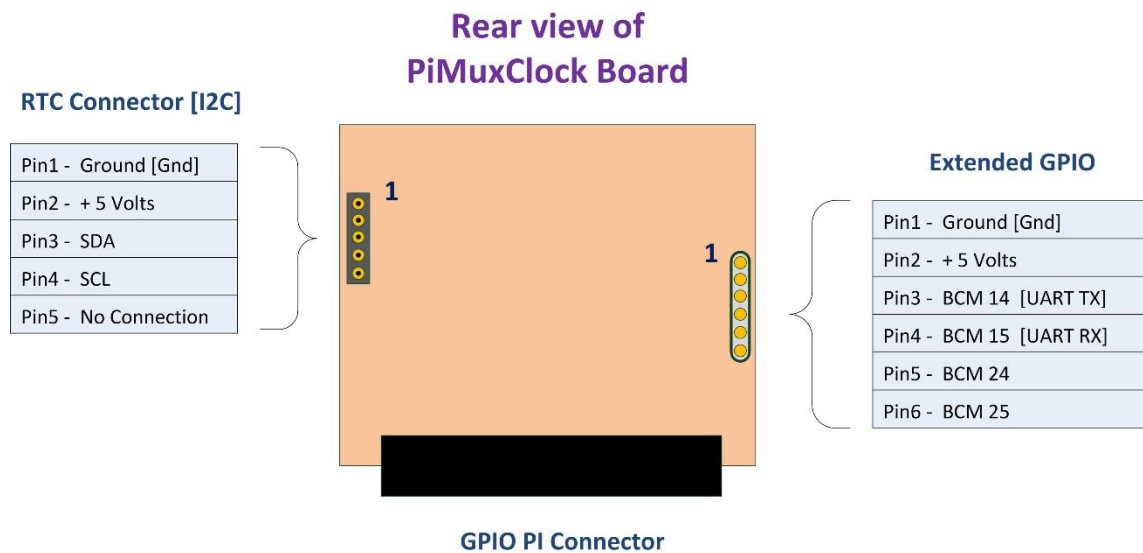 Rear view of
PiMuxClock Board
RTC Connector [I2C]
Pin1 - Ground [Gnd]
Pin2 - + 5 Volts
Pin3 - SDA
Pin4 - SCL
Pin5 - No Connection
1
1
Extended GPIO
Pin1 - Ground [Gnd]
Pin2 - + 5 Volts
Pin3 - BCM 14 [UART TX]
Pin4 - BCM 15 [UART RX]
Pin5 - BCM 24
Pin6 - BCM 25
GPIO PI Connector